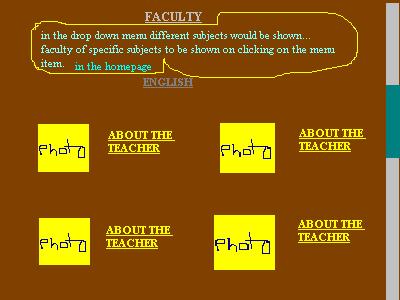 FACULTY
in the drop down menu different subjects would be shown...
faculty of specific subjects to be shown on clicking on the menu
item. in the homepage
ENGLISH
photo ABOUT THE TEACHER photo ABOUT THE TEACHER
photo ABOUT THE TEACHER photo ABOUT THE TEACHER